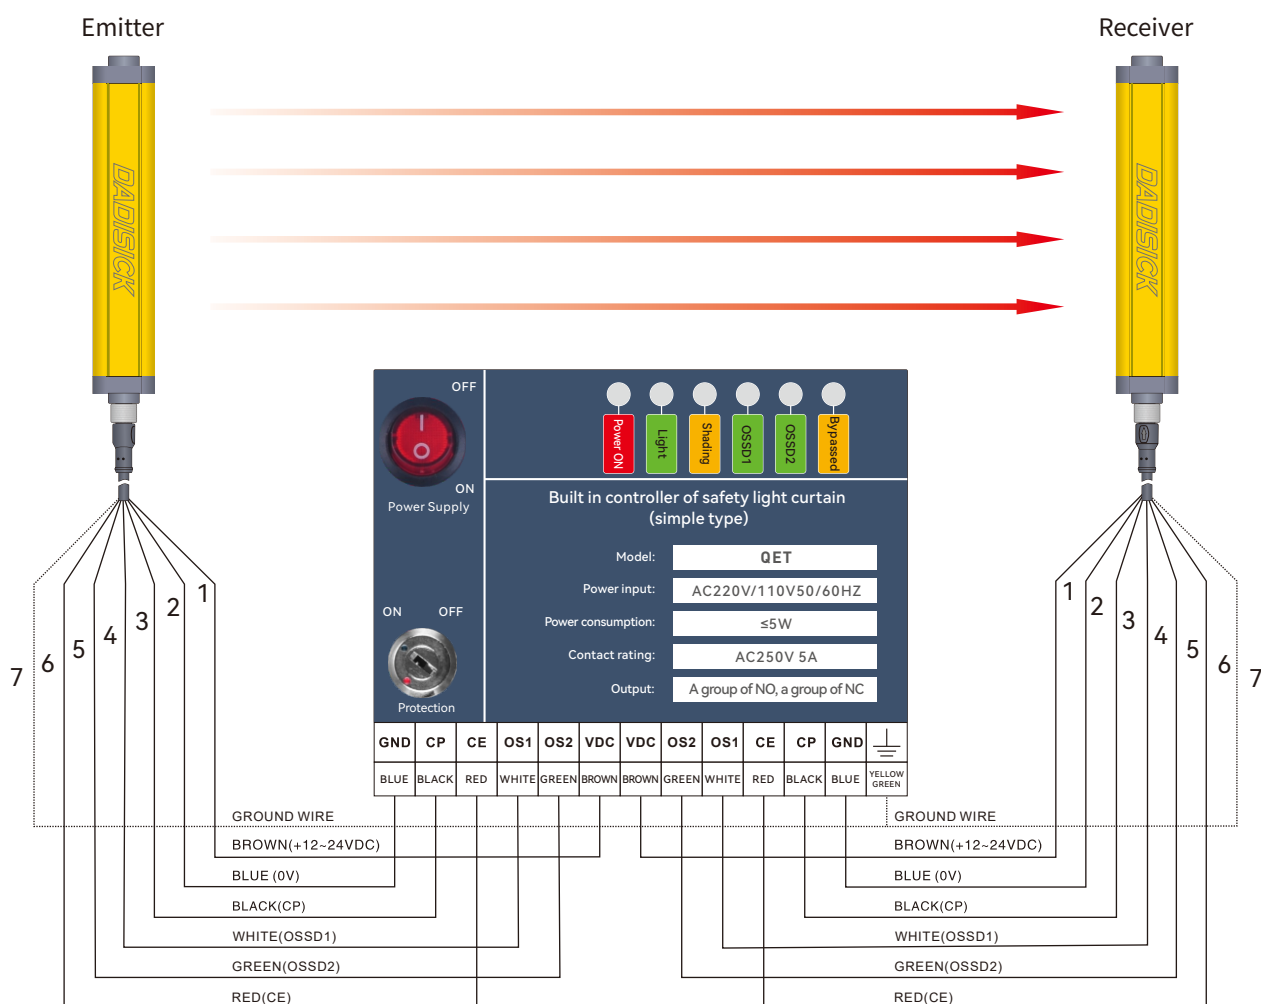 Emitter
Receiver
DADISICK
DADISICK
OFF
ON
Power Supply
Power ON
Light
Shading
OSSD1
OSSD2
Bypassed
Built in controller of safety light curtain
(simple type)
Model: QET
Power input: AC220V/110V50/60HZ
Power consumption: ≤5W
Contact rating: AC250V 5A
Output: A group of NO, a group of NC
ON OFF
Protection
GND CP CE OS1 OS2 VDC VDC OS2 OS1 CE CP GND
BLUE BLACK RED WHITE GREEN BROWN BROWN GREEN WHITE RED BLACK BLUE YELLOW GREEN
7 6 5 4 3 2 1
1 2 3 4 5 6 7
GROUND WIRE
BROWN(+12~24VDC)
BLUE (0V)
BLACK(CP)
WHITE(OSSD1)
GREEN(OSSD2)
RED(CE)
GROUND WIRE
BROWN(+12~24VDC)
BLUE (0V)
BLACK(CP)
WHITE(OSSD1)
GREEN(OSSD2)
RED(CE)